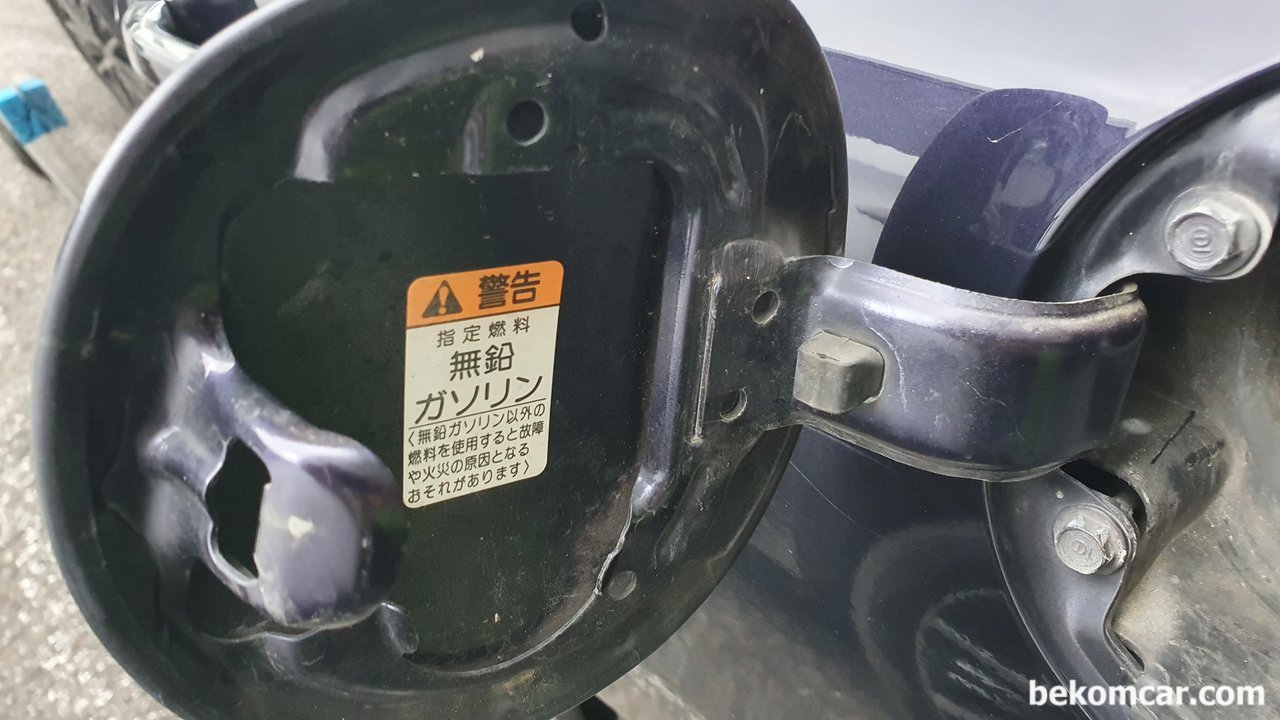 警告
指定燃料
無鉛
ガソリン
〈無鉛ガソリン以外の
燃料を使用すると故障
や火災の原因となる
おそれがあります〉
bekomcar.com